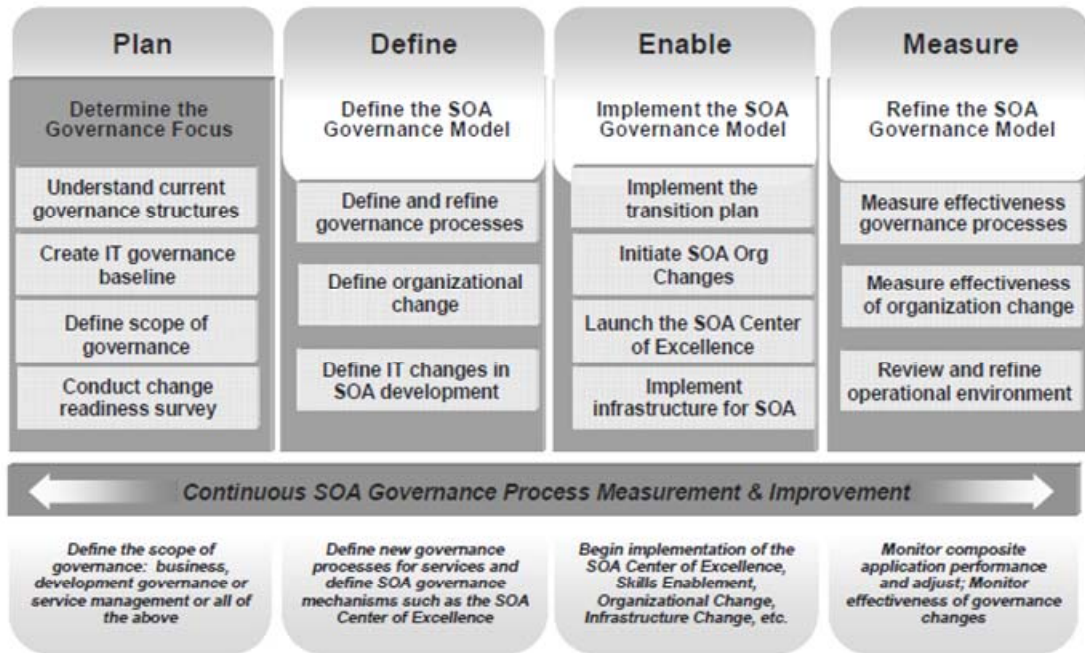 Plan
Determine the
Governance Focus
Understand current
governance structures
Create IT governance
baseline
Define scope of
governance
Conduct change
readiness survey
Define
Define the SOA
Governance Model
Define and refine
governance processes
Define organizational
change
Define IT changes in
SOA development
Enable
Implement the SOA
Governance Model
Implement the
transition plan
Initiate SOA Org
Changes
Launch the SOA Center
of Excellence
Implement
infrastructure for SOA
Measure
Refine the SOA
Governance Model
Measure effectiveness
governance processes
Measure effectiveness
of organization change
Review and refine
operational environment
Continuous SOA Governance Process Measurement & Improvement
Define the scope of
governance: business,
development governance or
service management or all of
the above
Define new governance
processes for services and
define SOA governance
mechanisms such as the SOA
Center of Excellence
Begin implementation of the
SOA Center of Excellence,
Skills Enablement,
Organizational Change,
Infrastructure Change, etc.
Monitor composite
application performance
and adjust; Monitor
effectiveness of governance
changes